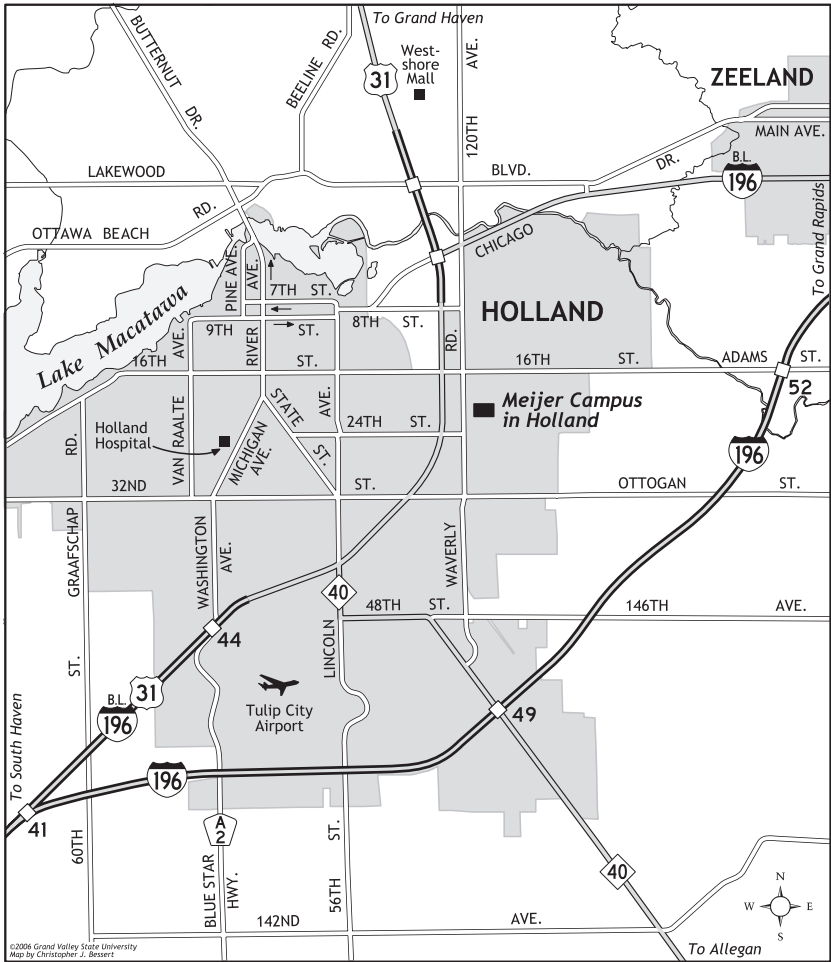 To Grand Haven
West-
shore
Mall
31
BUTTERNUT
DR.
BEELINE RD.
120TH
AVE.
ZEELAND
MAIN AVE.
B.L.
196
LAKEWOOD
BLVD.
DR.
CHICAGO
OTTAWA BEACH
RD.
To Grand Rapids
PINE AVE.
AVE.
RIVER
7TH
ST.
8TH
ST.
9TH
ST.
HOLLAND
Lake Macatawa
16TH
ST.
16TH
ST.
ADAMS
ST.
52
VAN RAALTE
AVE.
RD.
STATE
ST.
AVE.
24TH
ST.
Meijer Campus
in Holland
Holland
Hospital
MICHIGAN
AVE.
196
RD.
GRAAFSCHAP
32ND
ST.
OTTOGAN
ST.
WASHINGTON
AVE.
WAVERLY
40
48TH
ST.
146TH
AVE.
LINCOLN
44
ST.
Tulip City
Airport
31
B.L.
196
49
To South Haven
196
41
A
2
60TH
BLUE STAR
HWY.
56TH
ST.
40
142ND
AVE.
N
W
E
S
To Allegan
©2006 Grand Valley State University
Map by Christopher J. Bessert